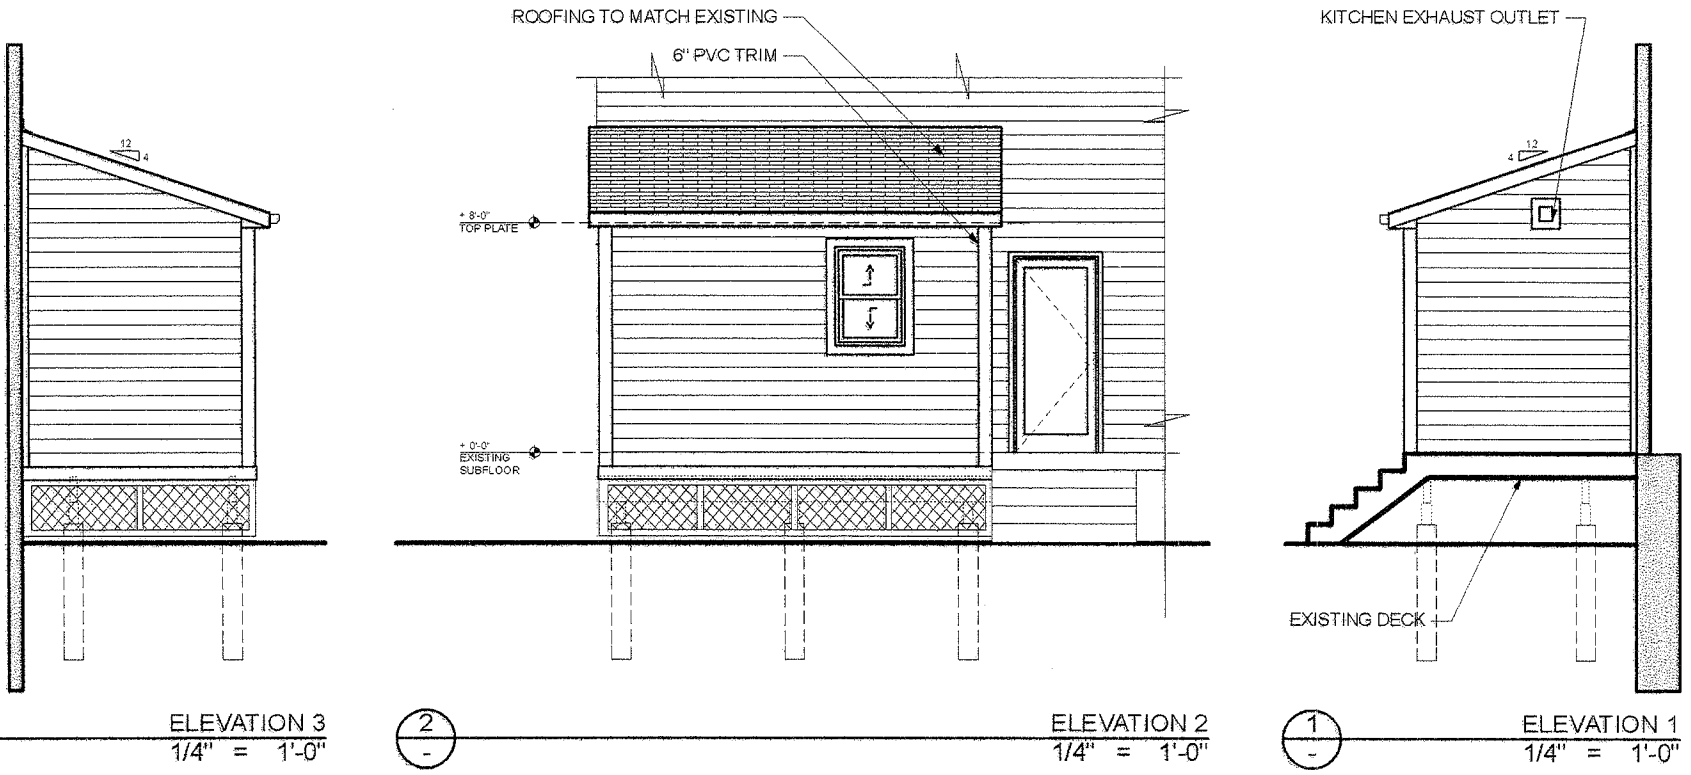 ROOFING TO MATCH EXISTING
6" PVC TRIM
KITCHEN EXHAUST OUTLET
12
4
12
4
+ 8'-0"
TOP PLATE
+ 0'-0"
EXISTING
SUBFLOOR
EXISTING DECK
ELEVATION 3
1/4" = 1'-0"
2
-
ELEVATION 2
1/4" = 1'-0"
1
-
ELEVATION 1
1/4" = 1'-0"